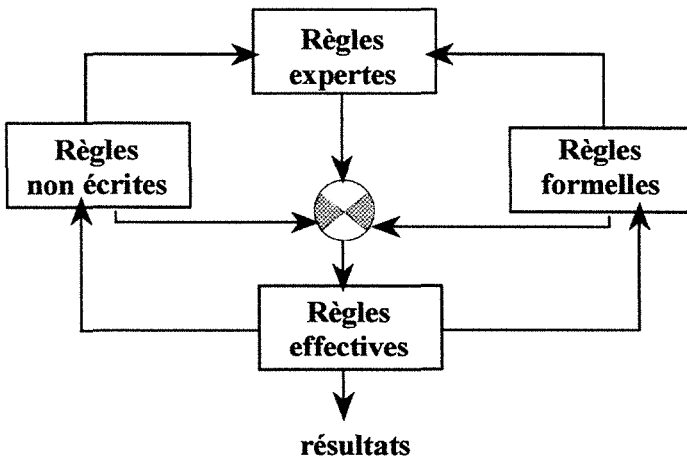 Règles
expertes
Règles
non écrites
Règles
formelles
Règles
effectives
résultats